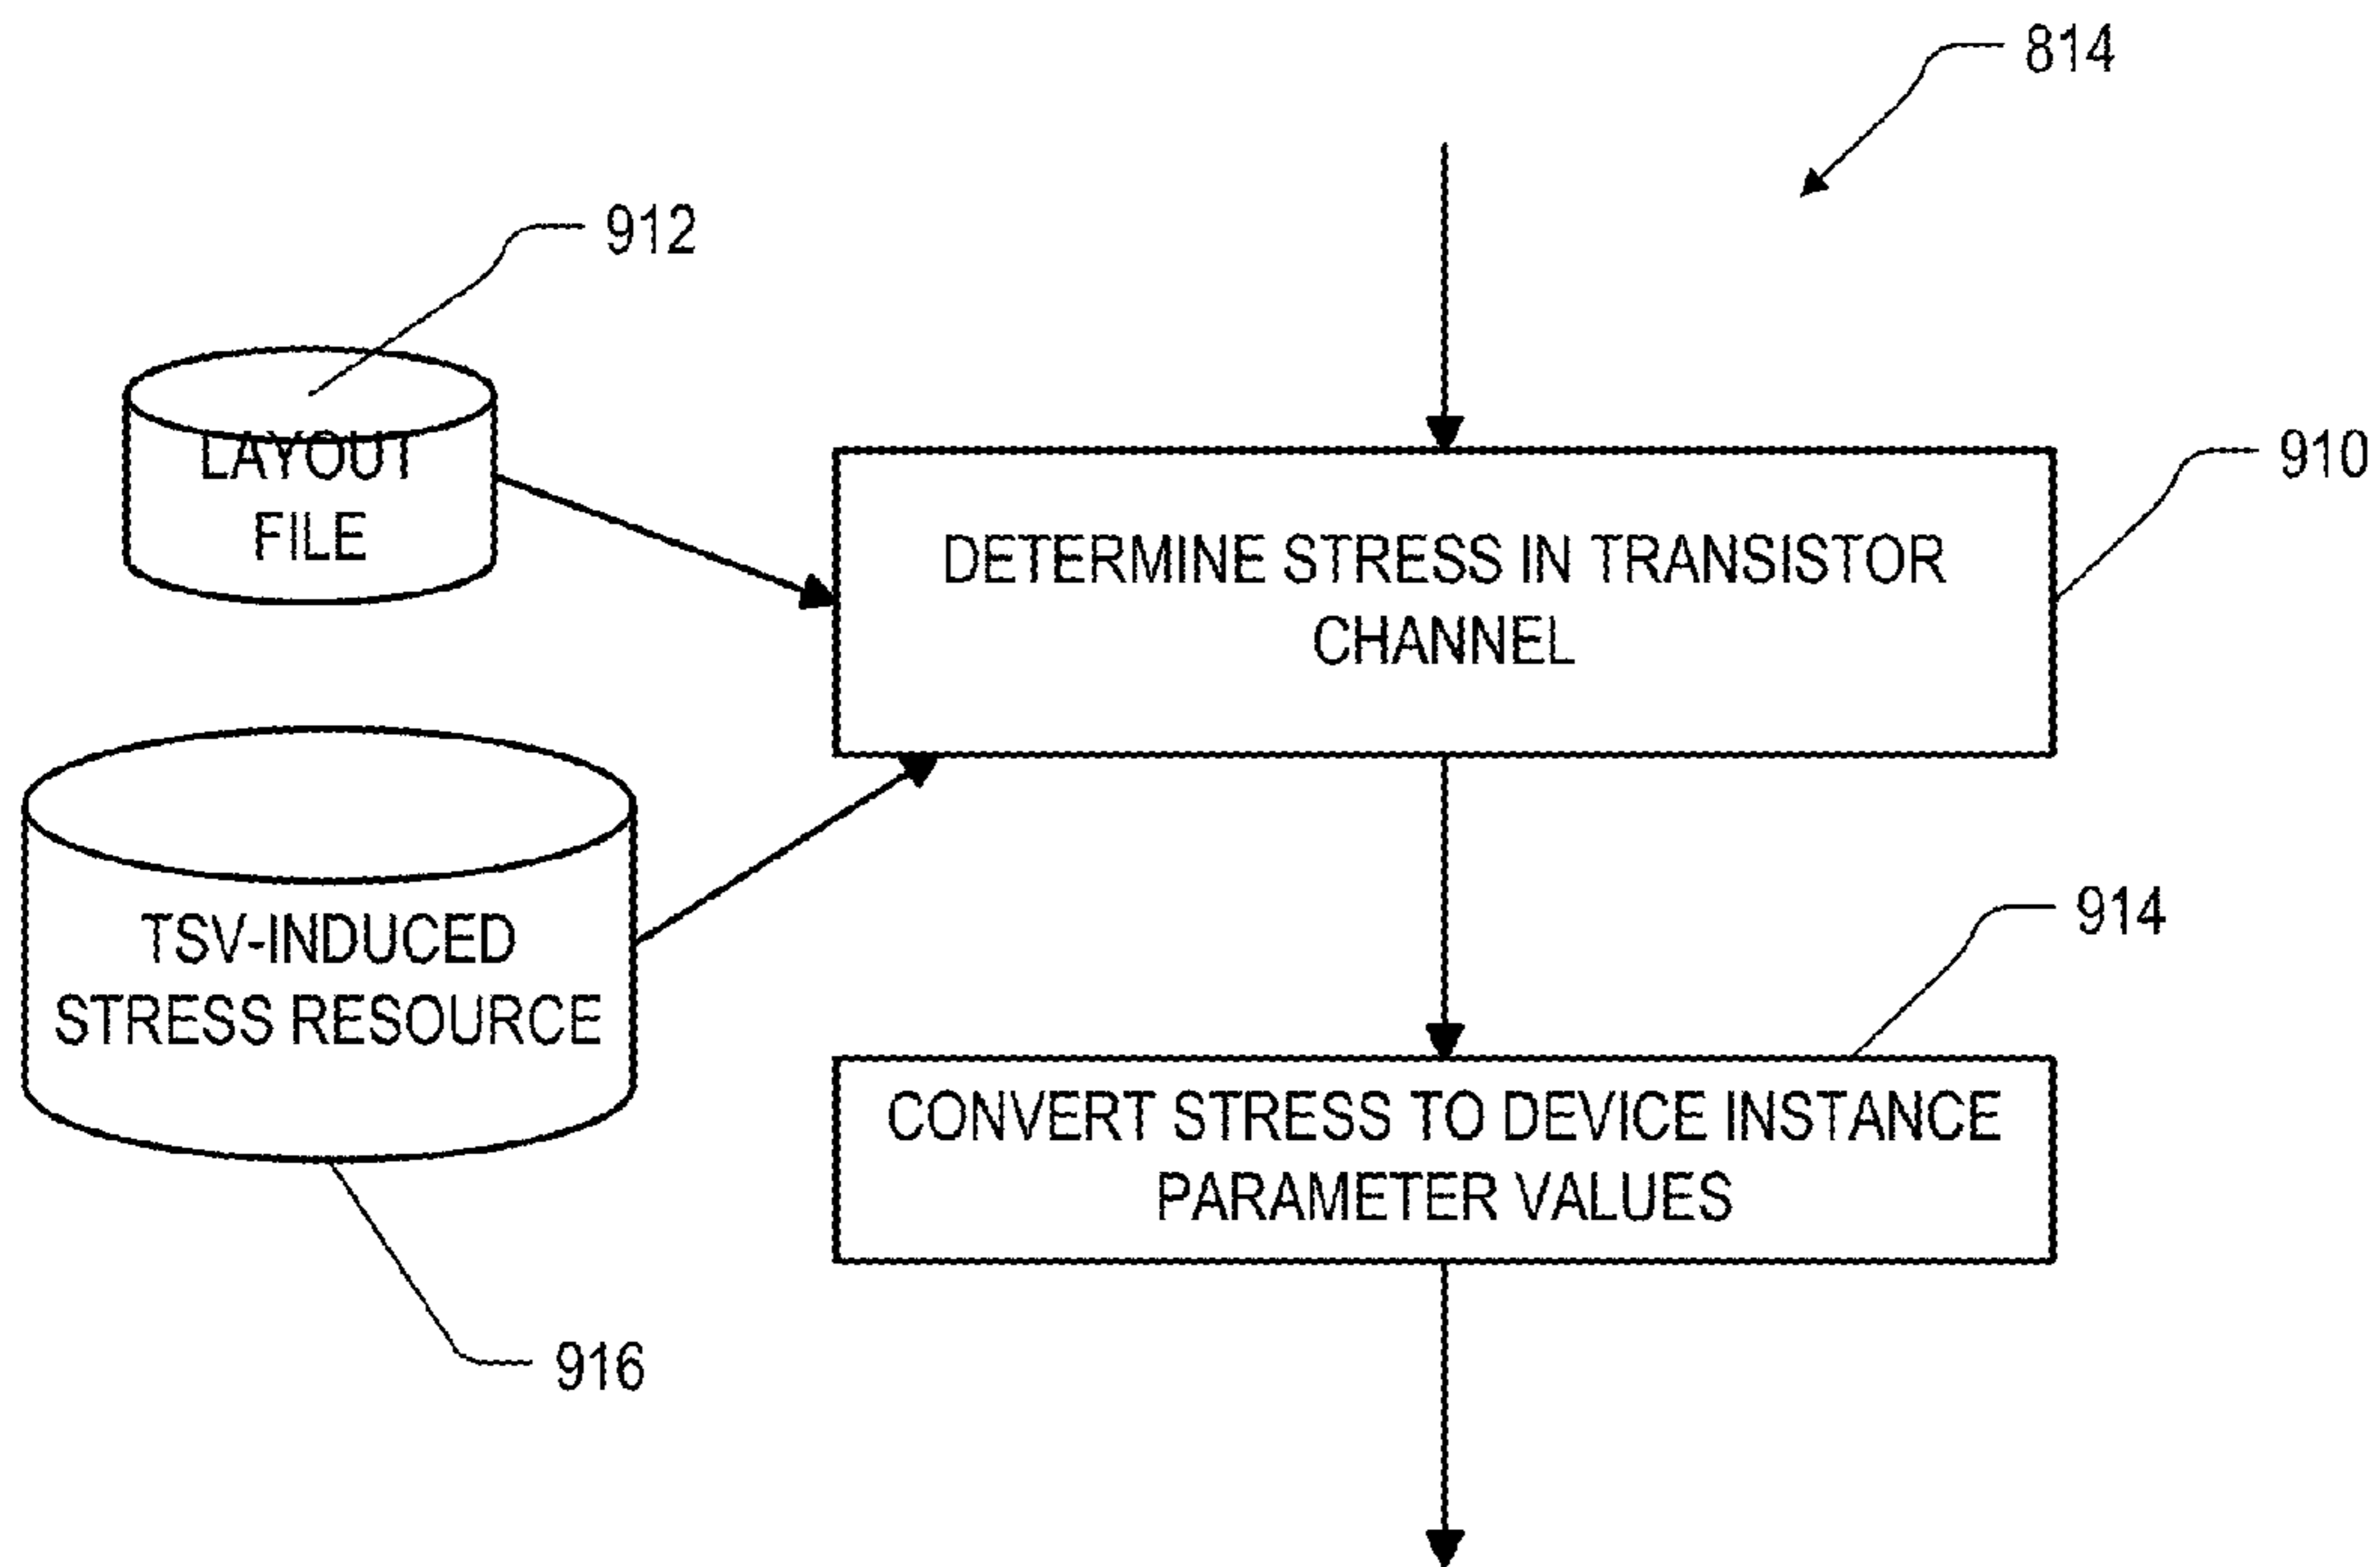 814
912
LAYOUT
FILE
910
DETERMINE STRESS IN TRANSISTOR
CHANNEL
TSV-INDUCED
STRESS RESOURCE
914
CONVERT STRESS TO DEVICE INSTANCE
PARAMETER VALUES
916